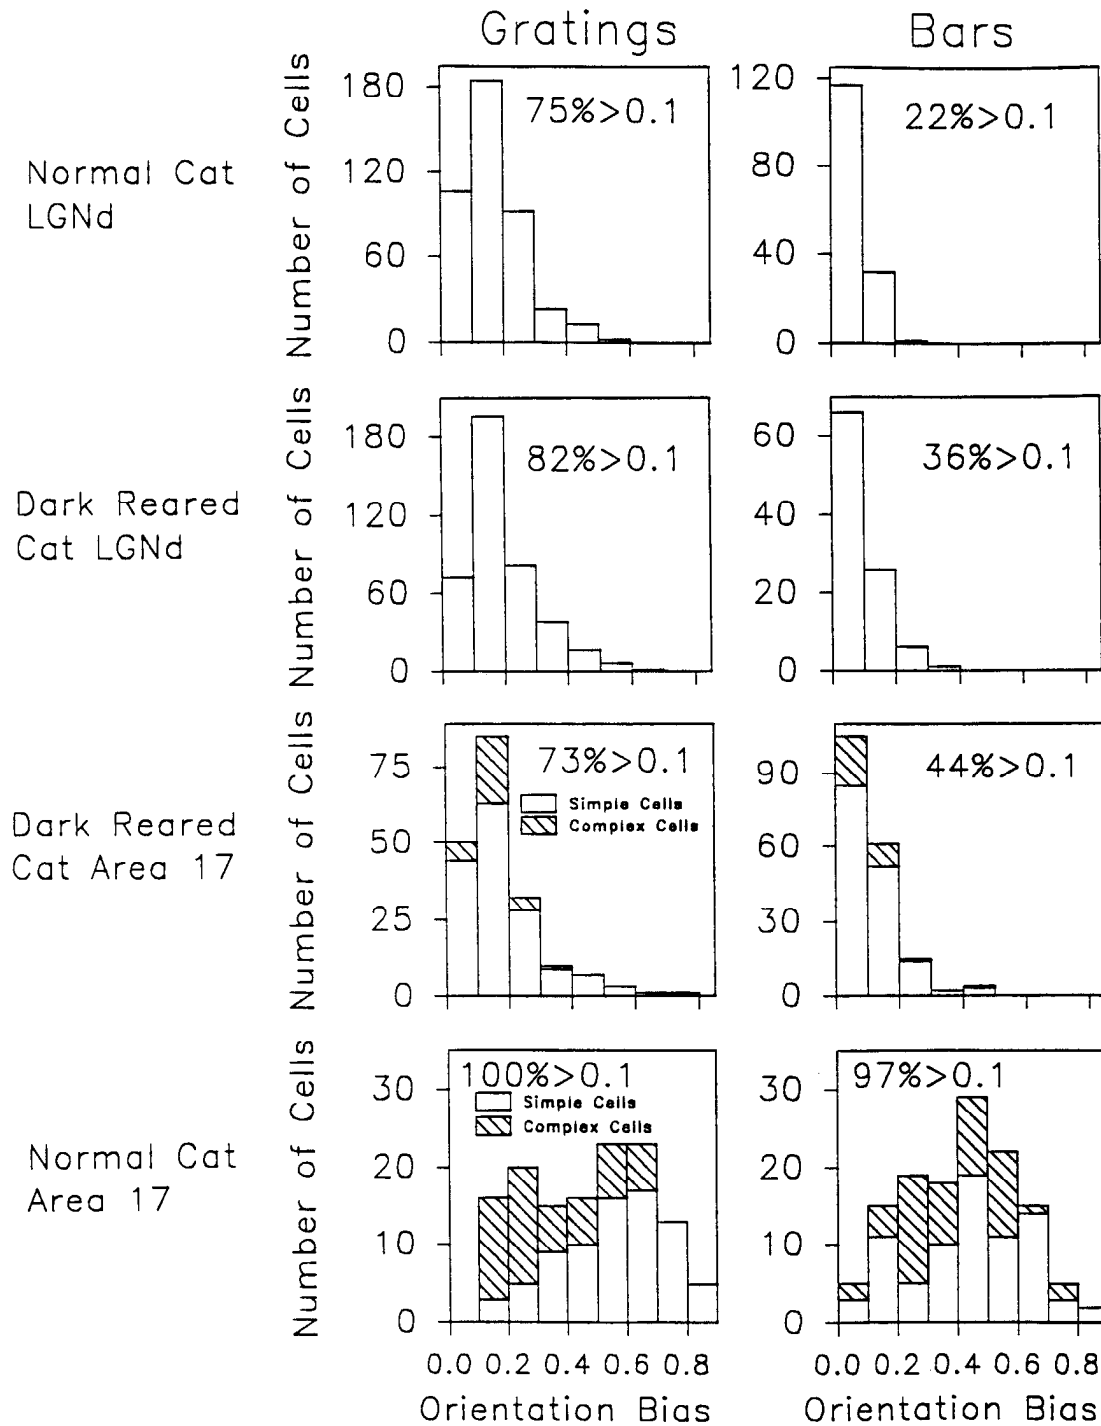 Gratings
Bars
Normal Cat
LGNd
Number of Cells
180
120
60
0
75%>0.1
120
80
40
0
22%>0.1
Dark Reared
Cat LGNd
Number of Cells
180
120
60
0
82%>0.1
60
40
20
0
36%>0.1
Dark Reared
Cat Area 17
Number of Cells
75
50
25
0
73%>0.1
Simple Cells
Complex Cells
90
60
30
0
44%>0.1
Normal Cat
Area 17
Number of Cells
30
20
10
0
100%>0.1
Simple Cells
Complex Cells
30
20
10
0
97%>0.1
0.0 0.2 0.4 0.6 0.8
Orientation Bias
0.0 0.2 0.4 0.6 0.8
Orientation Bias